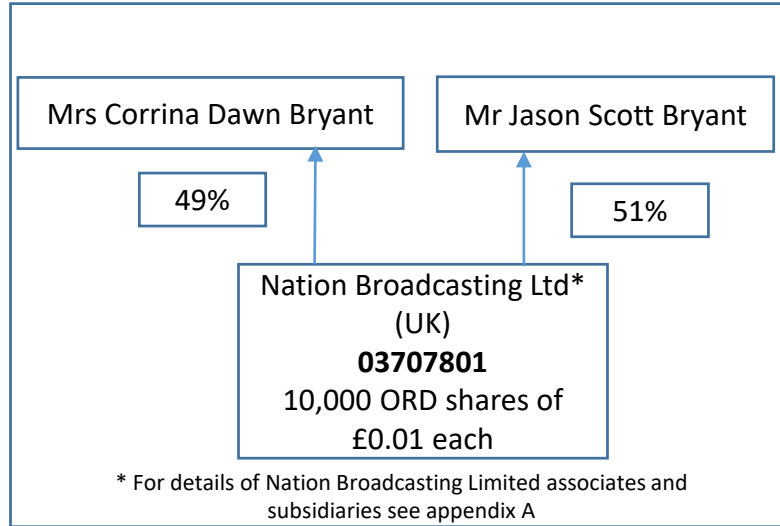 Mrs Corrina Dawn Bryant
Mr Jason Scott Bryant
49%
51%
Nation Broadcasting Ltd*
(UK)
03707801
10,000 ORD shares of
£0.01 each
* For details of Nation Broadcasting Limited associates and
subsidiaries see appendix A